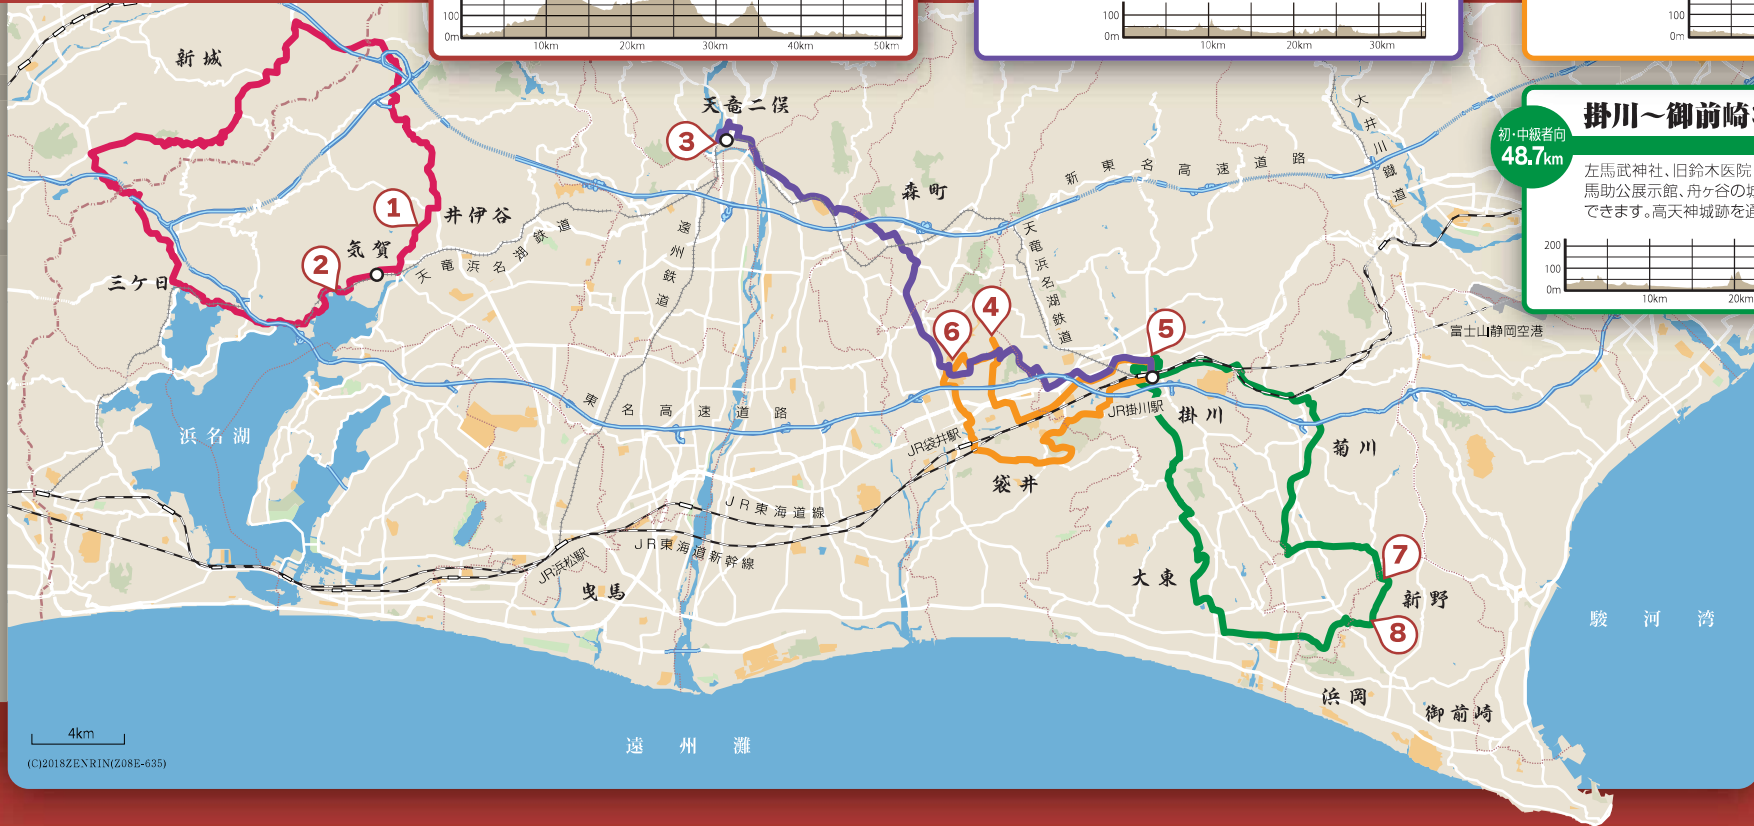 100
0m
10km
20km
30km
40km
50km
100
0m
10km
20km
30km
100
0m
初・中級者向
48.7km
掛川〜御前崎
左馬武神社、旧鈴木医院
馬助公展示館、舟ヶ谷の城
できます。高天神城跡を
200
100
0m
10km
20km
新城
天竜二俣
3
大井川鐵道
新東名高速道路
森町
1
井伊谷
気賀
2
三ケ日
天竜浜名湖鉄道
遠州鉄道
天竜浜名湖鉄道
富士山静岡空港
4
5
6
東名高速道路
JR掛川駅
掛川
浜名湖
JR袋井駅
菊川
袋井
JR東海道線
JR東海道新幹線
JR浜松駅
曳馬
大東
7
新野
8
駿河湾
浜岡
御前崎
遠州灘
4km
(C)2018ZENRIN(Z08E-635)